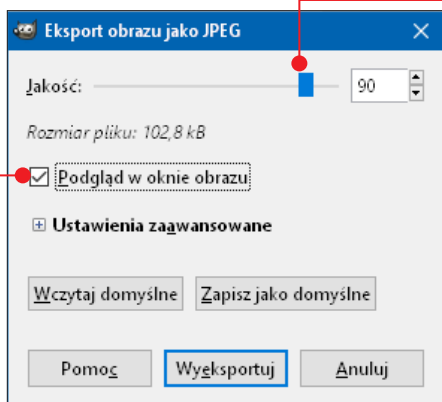 Eksport obrazu jako JPEG
Jakość: 90
Rozmiar pliku: 102,8 kB
Podgląd w oknie obrazu
Ustawienia zaawansowane
Wczytaj domyślne Zapisz jako domyślne
Pomoc Wyeksportuj Anuluj